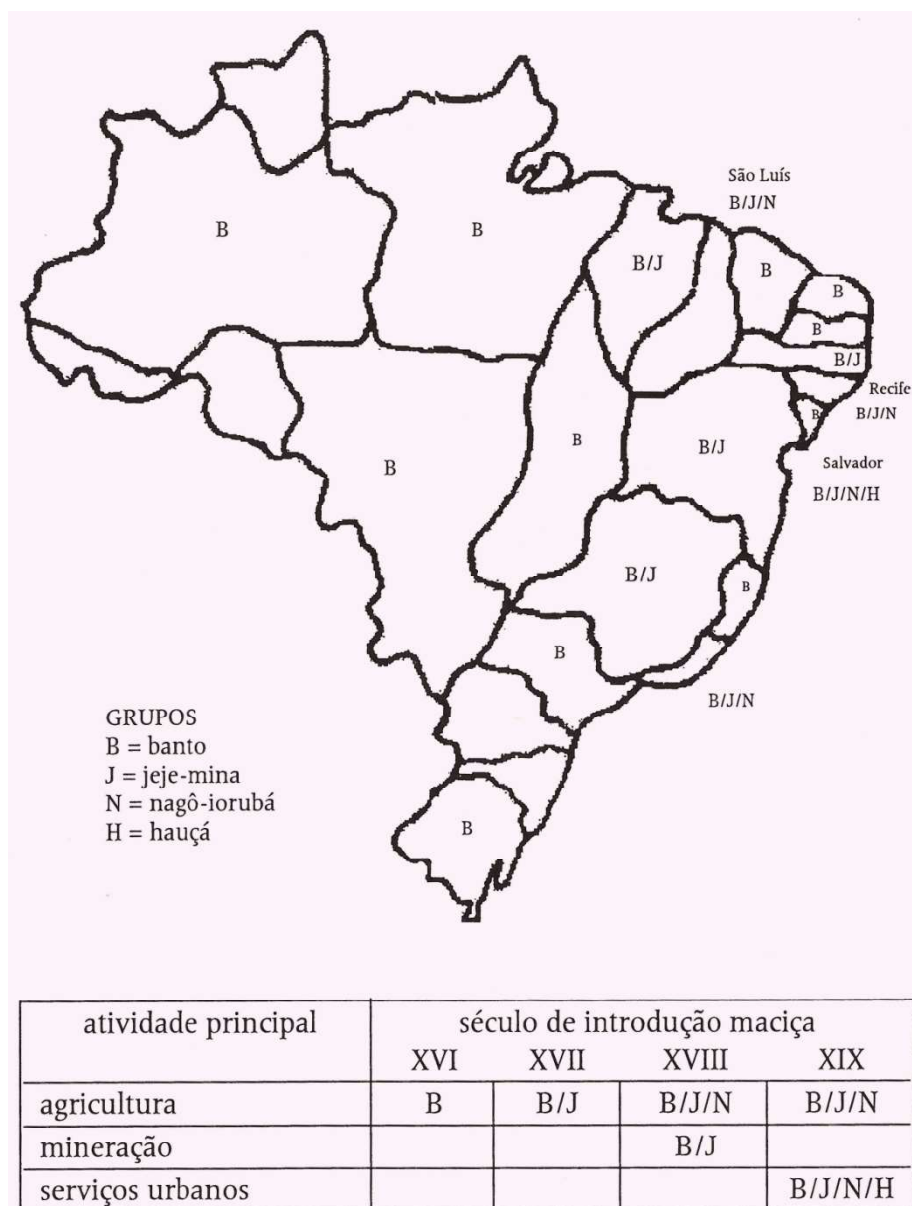 São Luís
B/J/N
B
B
B/J
B
B
B
B/J
Recife
B/J/N
B
B
B
B/J
Salvador
B/J/N/H
B/J
B
B
B/J/N
B
GRUPOS
B = banto
J = jeje-mina
N = nagô-iorubá
H = hauçá
atividade principal
século de introdução maciça
XVI XVII XVIII XIX
agricultura B B/J B/J/N B/J/N
mineração B/J
serviços urbanos B/J/N/H